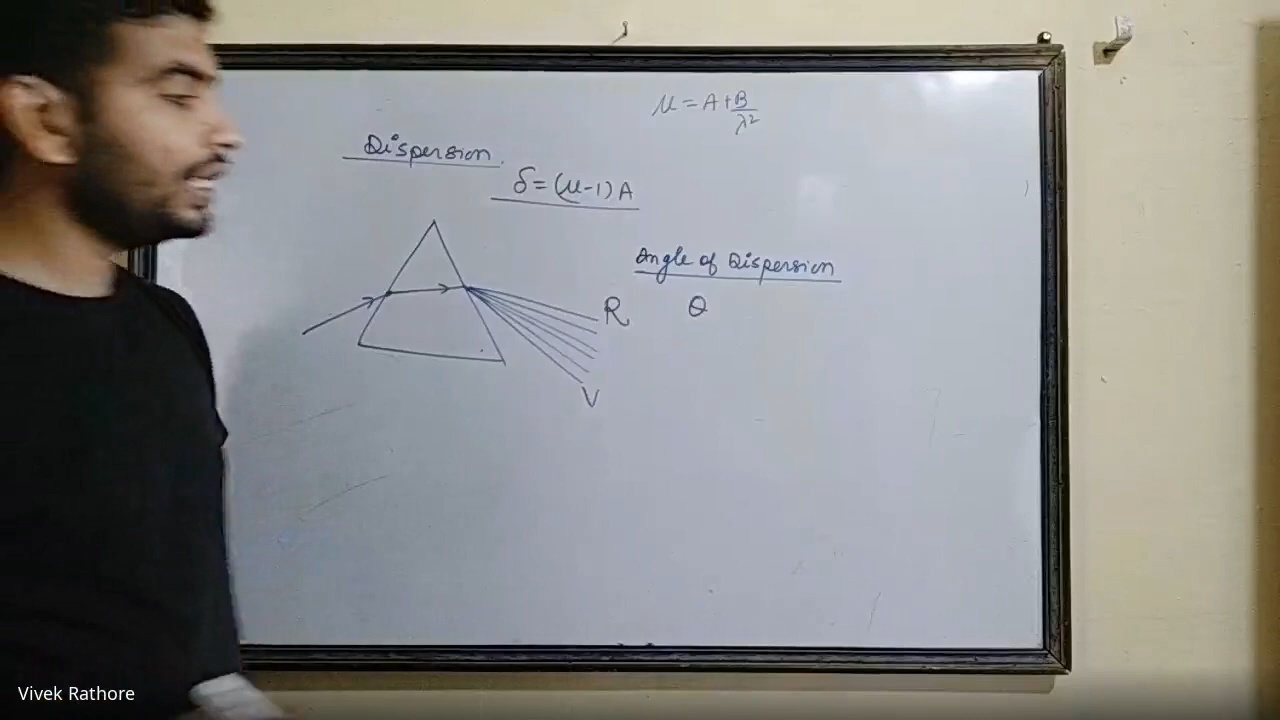 μ = A + B/λ²
Dispersion.
δ = (μ-1) A
Angle of Dispersion
R θ
V
Vivek Rathore